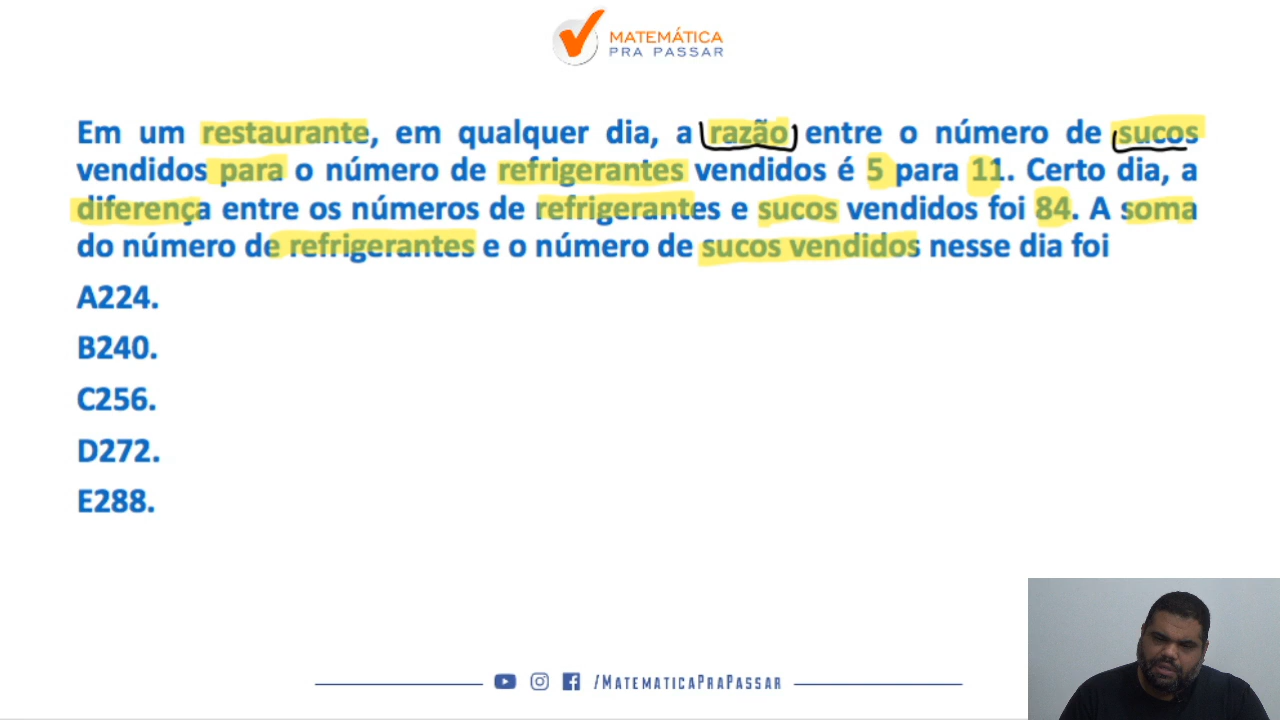 MATEMÁTICA
PRA PASSAR
Em um restaurante, em qualquer dia, a razão entre o número de sucos
vendidos para o número de refrigerantes vendidos é 5 para 11. Certo dia, a
diferença entre os números de refrigerantes e sucos vendidos foi 84. A soma
do número de refrigerantes e o número de sucos vendidos nesse dia foi
A224.
B240.
C256.
D272.
E288.
/MATEMATICAPRAPASSAR